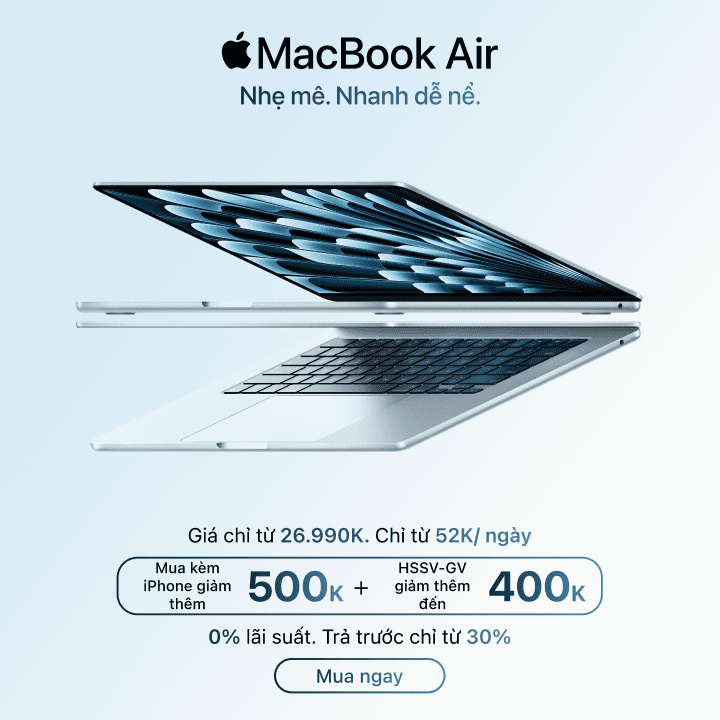 MacBook Air
Nhẹ mê. Nhanh dễ nể.
Giá chỉ từ 26.990K. Chỉ từ 52K/ ngày
Mua kèm
iPhone giảm
thêm
500K
+
HSSV-GV
giảm thêm
đến
400K
0% lãi suất. Trả trước chỉ từ 30%
Mua ngay